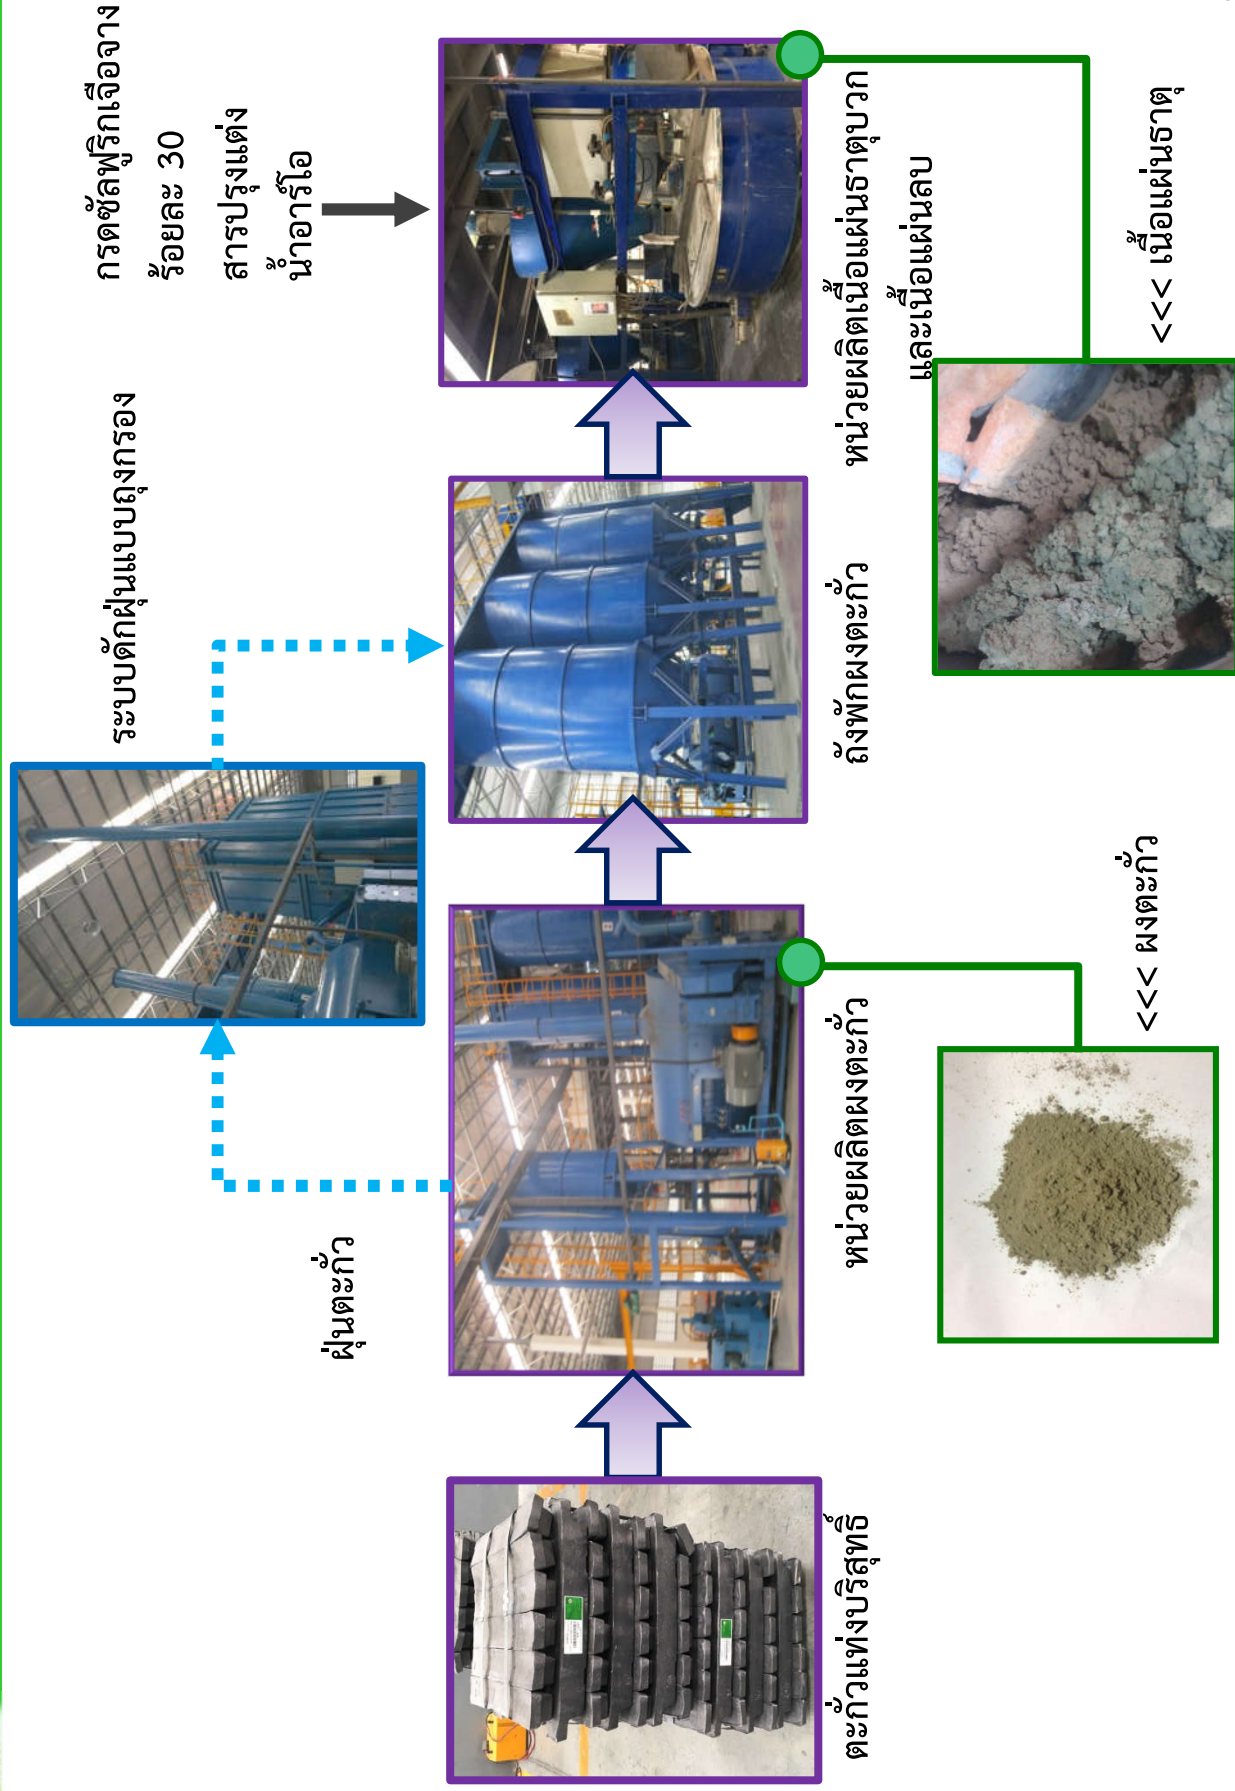 กรดซัลฟูริกเจือจาง
ร้อยละ 30
สารปรุงแต่ง
น้ำอาร์โอ
ระบบดักฝุ่นแบบถุงกรอง
ฝุ่นตะกั่ว
ตะกั่วแท่งบริสุทธิ์
หน่วยผลิตผงตะกั่ว
ถังพักผงตะกั่ว
หน่วยผลิตเนื้อแผ่นธาตุบวก
และเนื้อแผ่นลบ
<<< ผงตะกั่ว
<<< เนื้อแผ่นธาตุ